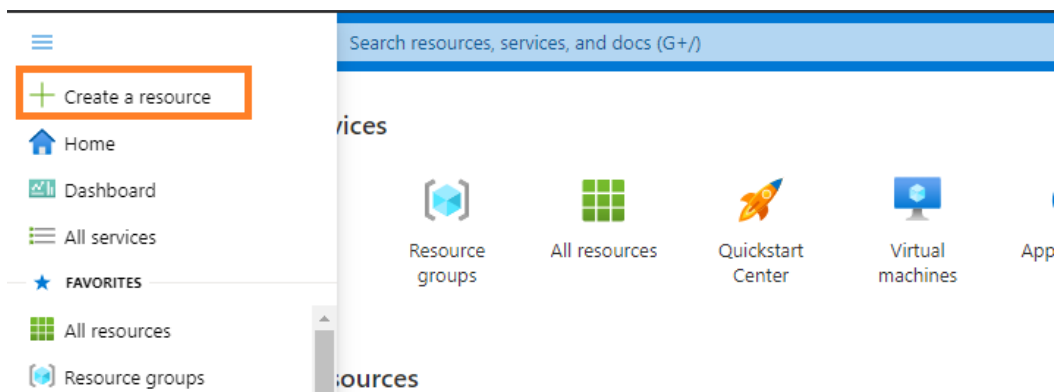 Search resources, services, and docs (G+/)
Create a resource
Home
Dashboard
All services
FAVORITES
All resources
Resource groups
vices
Resource
groups
All resources
Quickstart
Center
Virtual
machines
App
ources